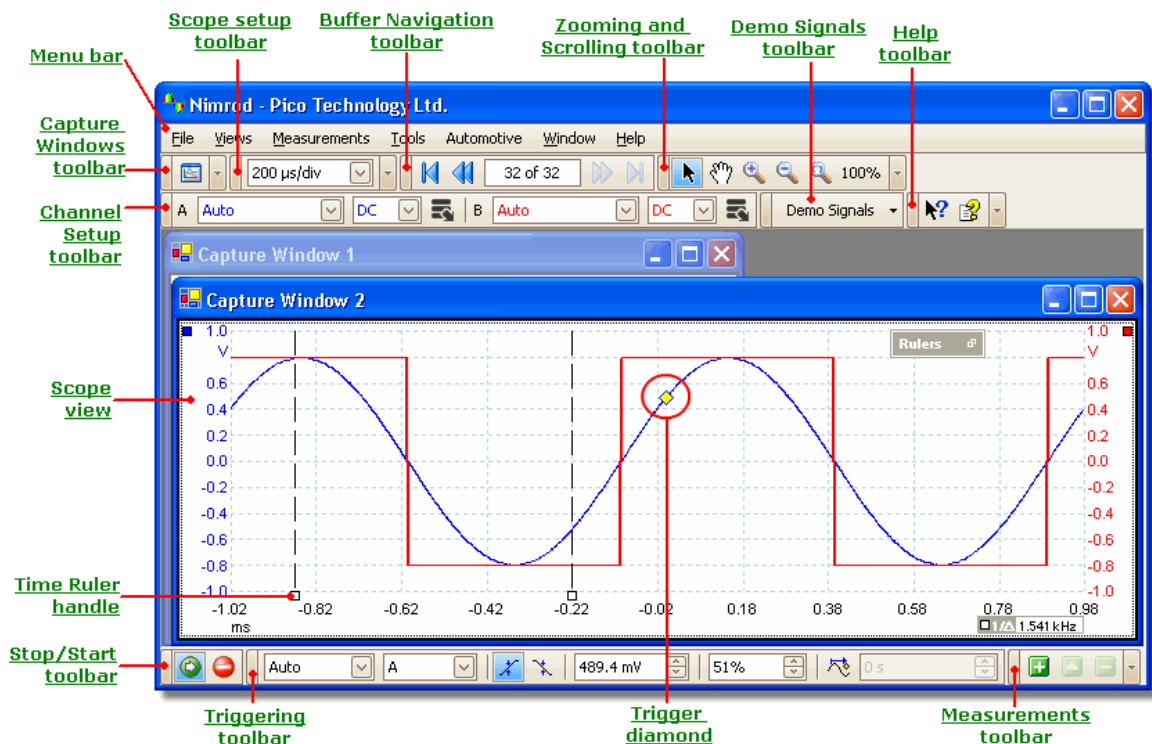 Scope setup
toolbar
Buffer Navigation
toolbar
Zooming and
Scrolling toolbar
Demo Signals
toolbar
Help
toolbar
Menu bar
Capture
Windows
toolbar
Channel
Setup
toolbar
Scope
view
Time Ruler
handle
Stop/Start
toolbar
Nimrod - Pico Technology Ltd.
File Views Measurements Tools Automotive Window Help
200 µs/div 32 of 32 100%
A Auto DC B Auto DC Demo Signals
Capture Window 1
Capture Window 2
Rulers
1.0 1.0
V V
0.6 0.6
0.4 0.4
0.2 0.2
0.0 0.0
-0.2 -0.2
-0.4 -0.4
-0.6 -0.6
-0.8 -0.8
-1.0 -1.0
-1.02 -0.82 -0.62 -0.42 -0.22 -0.02 0.18 0.38 0.58 0.78 0.98
ms
1/Δ 1.541 kHz
Auto A 489.4 mV 51% 0 s
Triggering
toolbar
Trigger
diamond
Measurements
toolbar